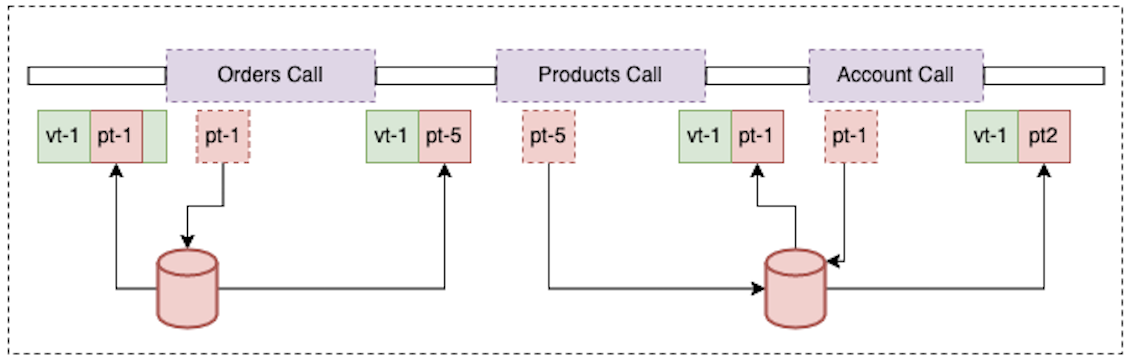 Orders Call
Products Call
Account Call
vt-1 pt-1
pt-1
vt-1 pt-5
pt-5
vt-1 pt-1
pt-1
vt-1 pt2